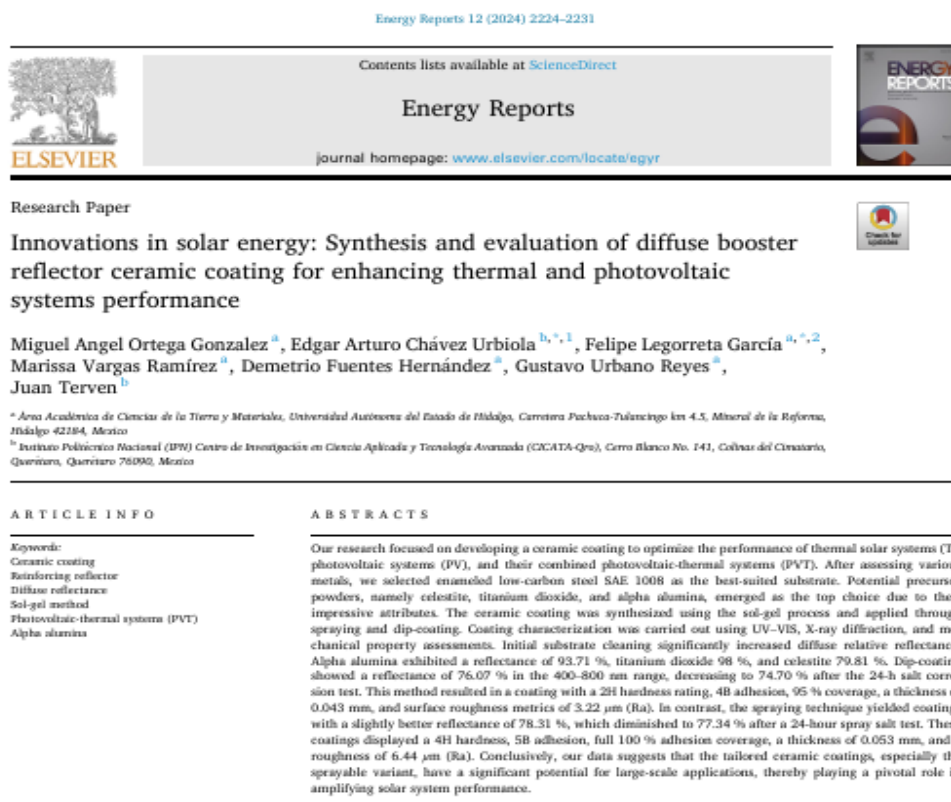 Energy Reports 12 (2024) 2224–2231
Contents lists available at ScienceDirect
Energy Reports
journal homepage: www.elsevier.com/locate/egyr
ELSEVIER
ENERGY
REPORTS
Research Paper
Check for
updates
Innovations in solar energy: Synthesis and evaluation of diffuse booster
reflector ceramic coating for enhancing thermal and photovoltaic
systems performance
Miguel Angel Ortega Gonzalez a, Edgar Arturo Chávez Urbiola b,*,1, Felipe Legorreta García a,*,2,
Marissa Vargas Ramírez a, Demetrio Fuentes Hernández a, Gustavo Urbano Reyes a,
Juan Terven b
a Área Académica de Ciencias de la Tierra y Materiales, Universidad Autónoma del Estado de Hidalgo, Carretera Pachuca-Tulancingo km 4.5, Mineral de la Reforma,
Hidalgo 42184, Mexico
b Instituto Politécnico Nacional (IPN) Centro de Investigación en Ciencia Aplicada y Tecnología Avanzada (CICATA-Qro), Cerro Blanco No. 141, Colinas del Cimatario,
Querétaro, Querétaro 76090, Mexico
ARTICLE INFO
Keywords:
Ceramic coating
Reinforcing reflector
Diffuse reflectance
Sol-gel method
Photovoltaic-thermal systems (PVT)
Alpha alumina
ABSTRACTS
Our research focused on developing a ceramic coating to optimize the performance of thermal solar systems (T
photovoltaic systems (PV), and their combined photovoltaic-thermal systems (PVT). After assessing variou
metals, we selected enameled low-carbon steel SAE 1008 as the best-suited substrate. Potential precurso
powders, namely celestite, titanium dioxide, and alpha alumina, emerged as the top choice due to the
impressive attributes. The ceramic coating was synthesized using the sol-gel process and applied throug
spraying and dip-coating. Coating characterization was carried out using UV–VIS, X-ray diffraction, and me
chanical property assessments. Initial substrate cleaning significantly increased diffuse relative reflectanc
Alpha alumina exhibited a reflectance of 93.71 %, titanium dioxide 98 %, and celestite 79.81 %. Dip-coatin
showed a reflectance of 76.07 % in the 400–800 nm range, decreasing to 74.70 % after the 24-h salt corro
sion test. This method resulted in a coating with a 2H hardness rating, 4B adhesion, 95 % coverage, a thickness o
0.043 mm, and surface roughness metrics of 3.22 μm (Ra). In contrast, the spraying technique yielded coating
with a slightly better reflectance of 78.31 %, which diminished to 77.34 % after a 24-hour spray salt test. Thes
coatings displayed a 4H hardness, 5B adhesion, full 100 % adhesion coverage, a thickness of 0.053 mm, and
roughness of 6.44 μm (Ra). Conclusively, our data suggests that the tailored ceramic coatings, especially th
sprayable variant, have a significant potential for large-scale applications, thereby playing a pivotal role i
amplifying solar system performance.